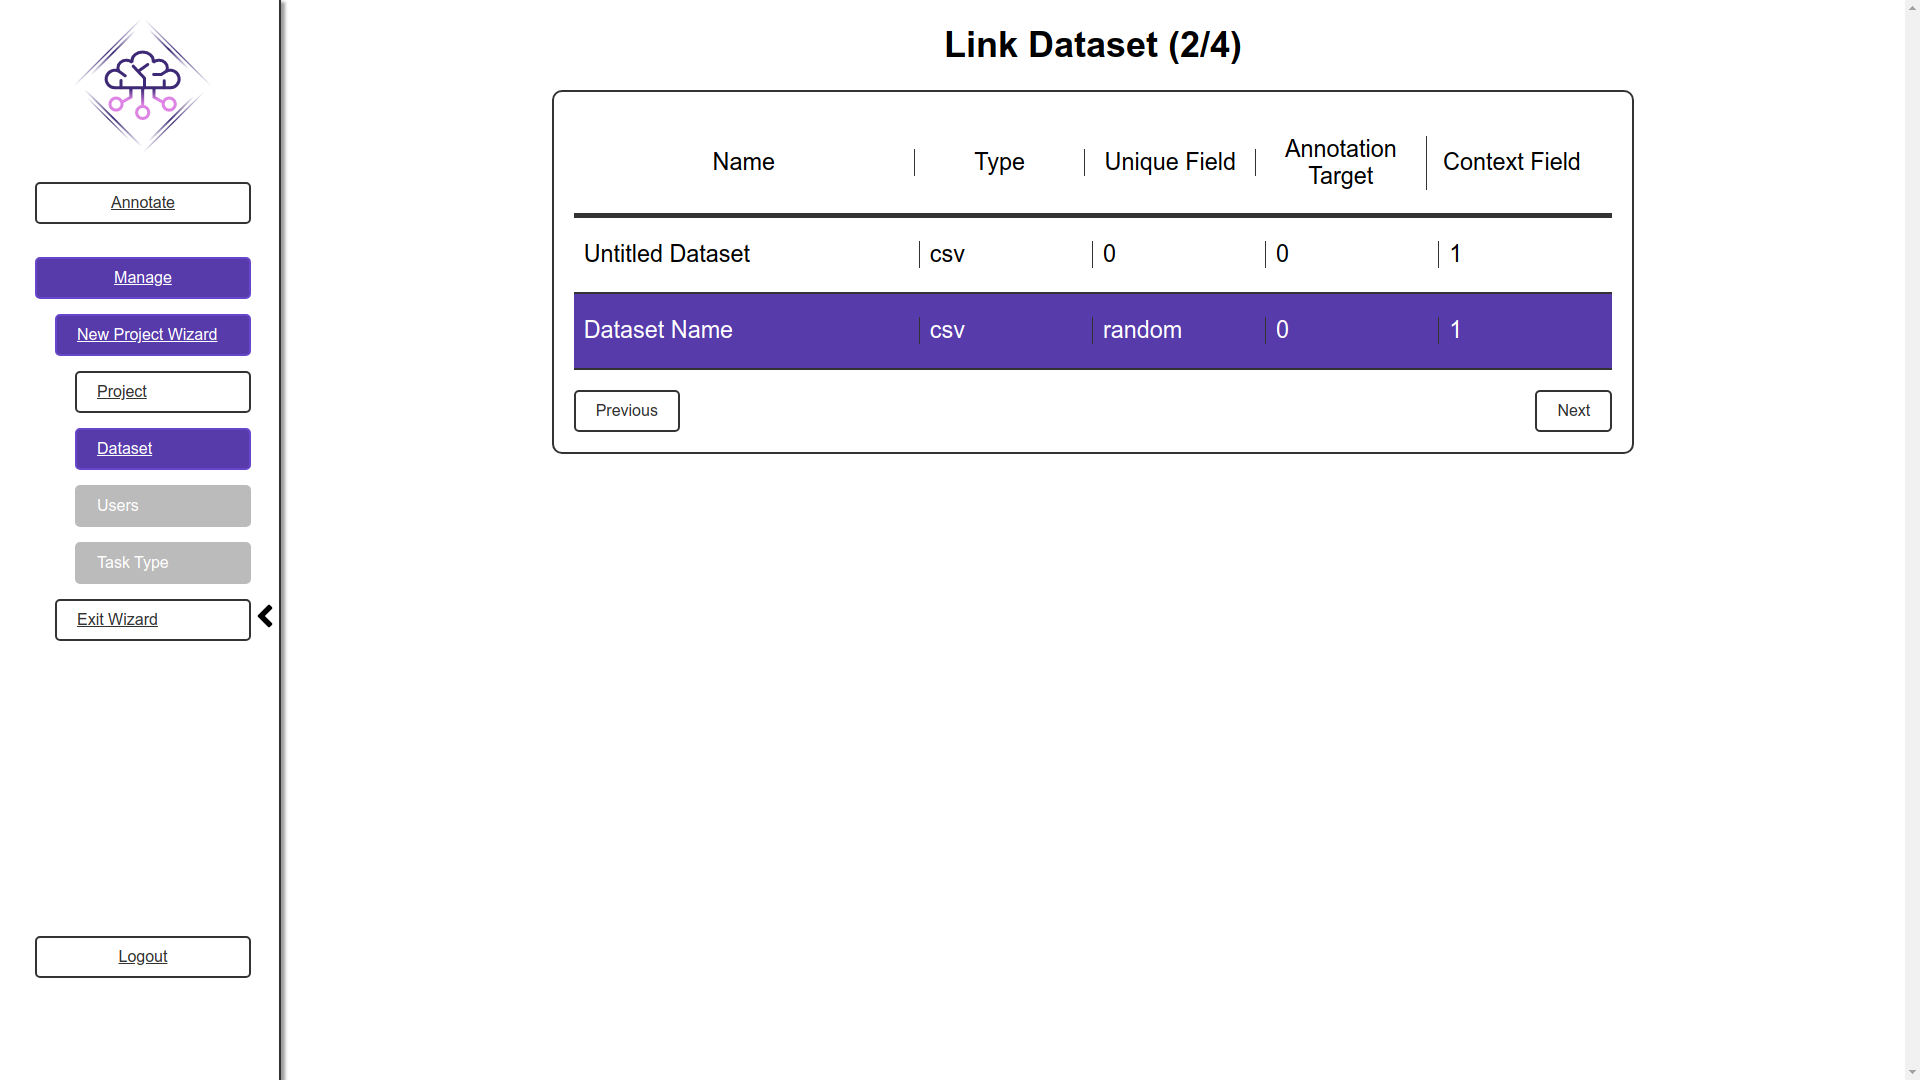 Link Dataset (2/4)
Annotate
Manage
New Project Wizard
Project
Dataset
Users
Task Type
Exit Wizard
Logout
Name Type Unique Field Annotation Target Context Field
Untitled Dataset csv 0 0 1
Dataset Name csv random 0 1
Previous Next